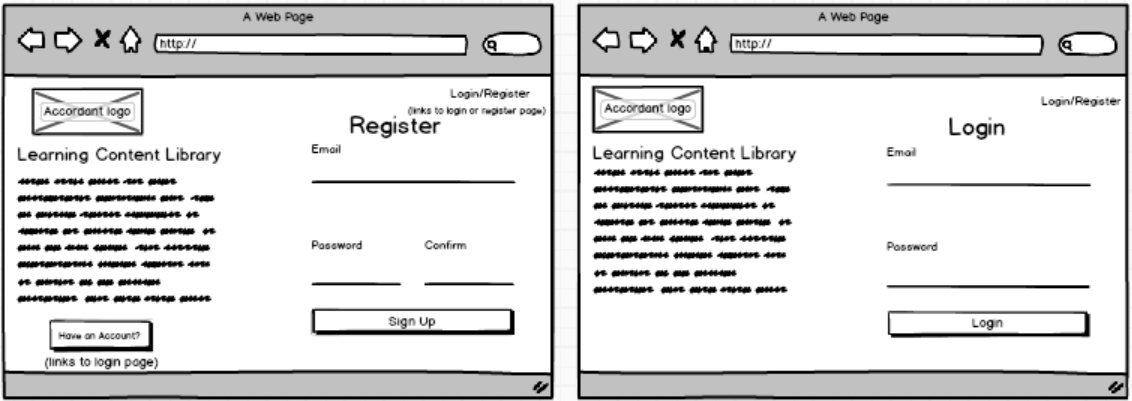 A Web Page
http://
Accordant logo
Login/Register
(links to login or register page)
Register
Learning Content Library
Email
Password Confirm
Sign Up
Have an Account?
(links to login page)
A Web Page
http://
Accordant logo
Login/Register
Login
Learning Content Library
Email
Password
Login